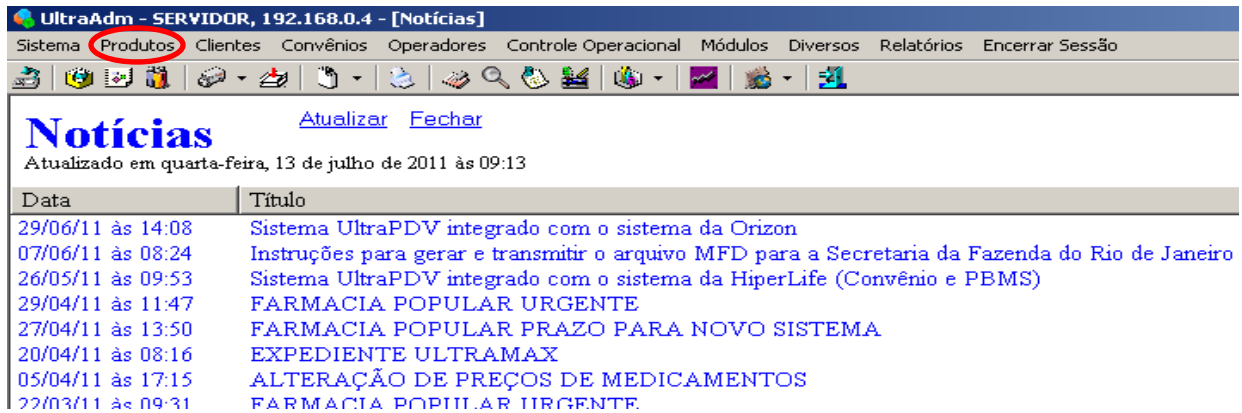 UltraAdm - SERVIDOR, 192.168.0.4 - [Notícias]
Sistema Produtos Clientes Convênios Operadores Controle Operacional Módulos Diversos Relatórios Encerrar Sessão
Notícias Atualizar Fechar
Atualizado em quarta-feira, 13 de julho de 2011 às 09:13
Data Título
29/06/11 às 14:08 Sistema UltraPDV integrado com o sistema da Orizon
07/06/11 às 08:24 Instruções para gerar e transmitir o arquivo MFD para a Secretaria da Fazenda do Rio de Janeiro
26/05/11 às 09:53 Sistema UltraPDV integrado com o sistema da HiperLife (Convênio e PBMS)
29/04/11 às 11:47 FARMACIA POPULAR URGENTE
27/04/11 às 13:50 FARMACIA POPULAR PRAZO PARA NOVO SISTEMA
20/04/11 às 08:16 EXPEDIENTE ULTRAMAX
05/04/11 às 17:15 ALTERAÇÃO DE PREÇOS DE MEDICAMENTOS
22/03/11 às 09:31 FARMACIA POPULAR URGENTE